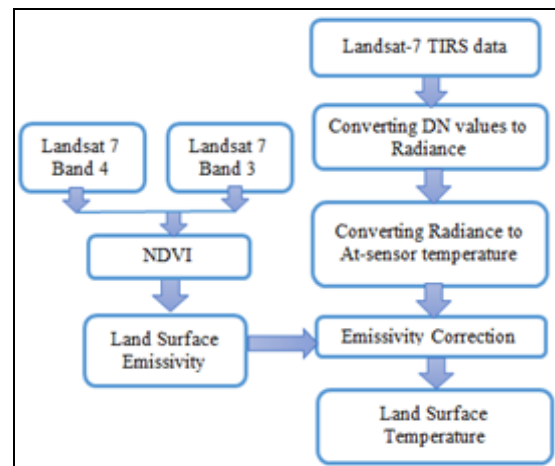 Landsat-7 TIRS data
Converting DN values to
Radiance
Landsat 7
Band 4
Landsat 7
Band 3
Converting Radiance to
At-sensor temperature
NDVI
Land Surface
Emissivity
Emissivity Correction
Land Surface
Temperature